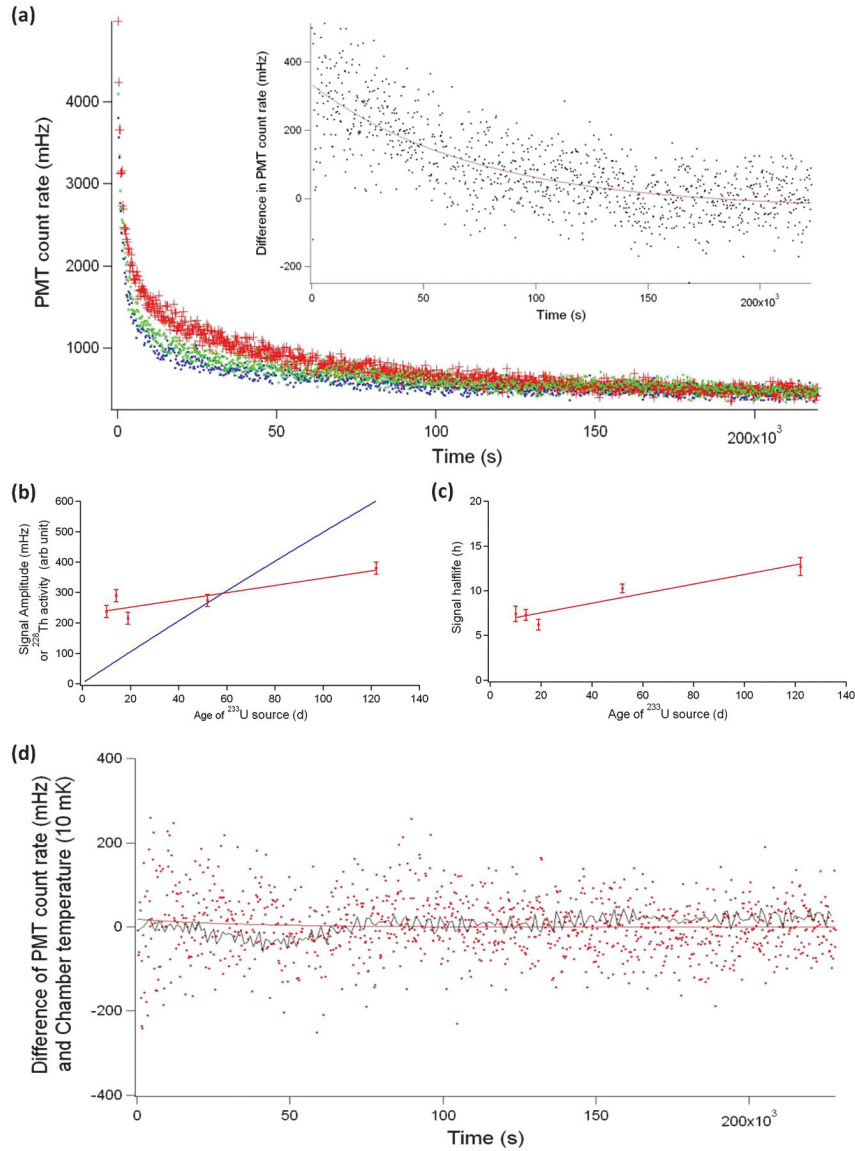 (a)
PMT count rate (mHz)
4000
3000
2000
1000
0
50
100
150
200x10³
Time (s)
Difference in PMT count rate (mHz)
400
200
0
-200
0
50
100
150
200x10³
Time (s)
(b)
Signal Amplitude (mHz)
or ²²⁸Th activity (arb unit)
600
500
400
300
200
100
0
0
20
40
60
80
100
120
140
Age of ²³³U source (d)
(c)
Signal halflife (h)
20
15
10
5
0
0
20
40
60
80
100
120
140
Age of ²³³U source (d)
(d)
Difference of PMT count rate (mHz)
and Chamber temperature (10 mK)
400
200
0
-200
-400
0
50
100
150
200x10³
Time (s)